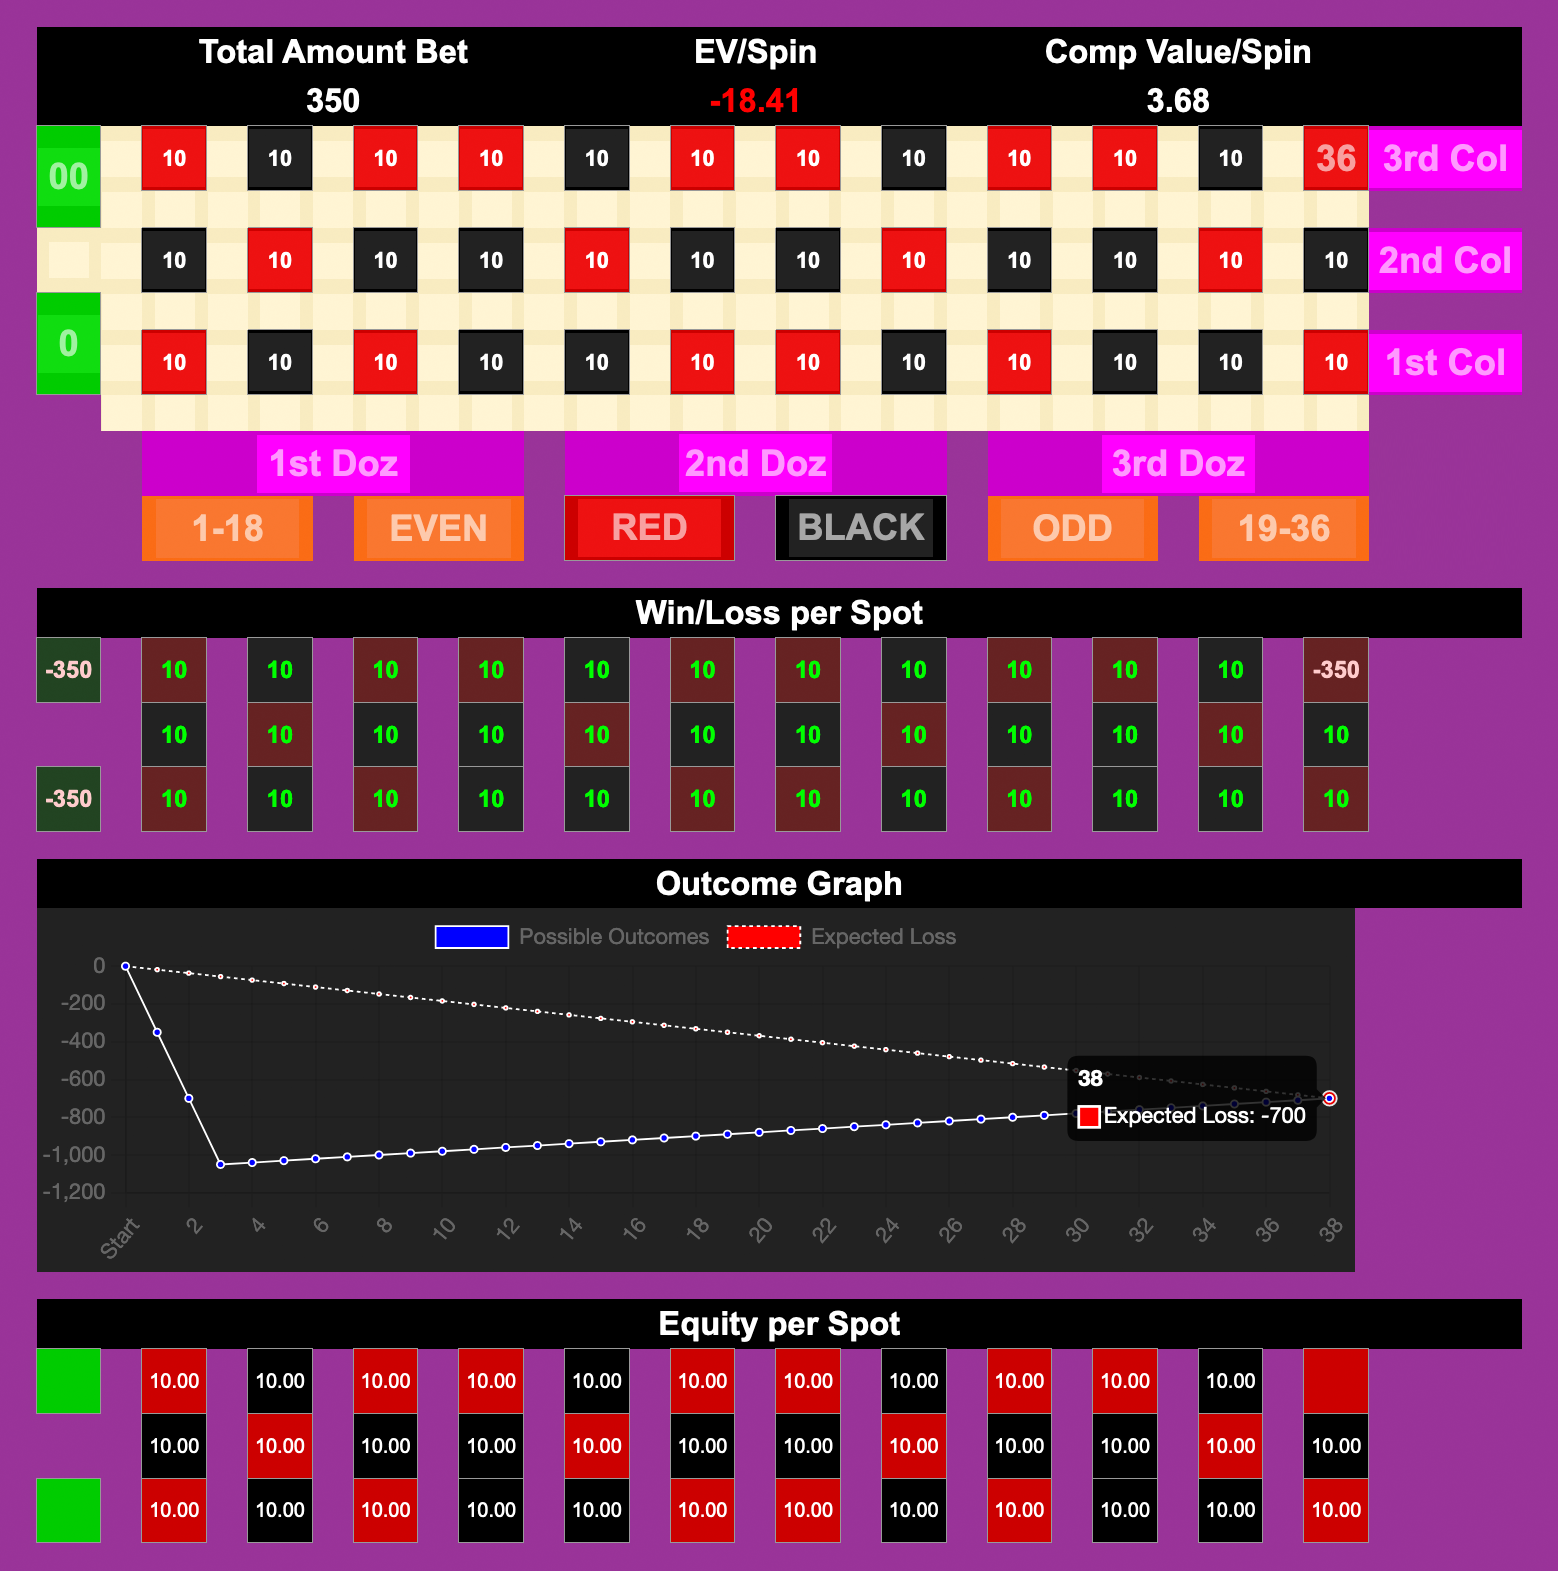 Total Amount Bet EV/Spin Comp Value/Spin
350 -18.41 3.68
00 10 10 10 10 10 10 10 10 10 10 10 36 3rd Col
10 10 10 10 10 10 10 10 10 10 10 10 2nd Col
0 10 10 10 10 10 10 10 10 10 10 10 10 1st Col
1st Doz 2nd Doz 3rd Doz
1-18 EVEN RED BLACK ODD 19-36
Win/Loss per Spot
-350 10 10 10 10 10 10 10 10 10 10 10 -350
10 10 10 10 10 10 10 10 10 10 10 10
-350 10 10 10 10 10 10 10 10 10 10 10 10
Outcome Graph
Possible Outcomes Expected Loss
0
-200
-400
-600
-800
-1,000
-1,200
38
Expected Loss: -700
Start 2 4 6 8 10 12 14 16 18 20 22 24 26 28 30 32 34 36 38
Equity per Spot
10.00 10.00 10.00 10.00 10.00 10.00 10.00 10.00 10.00 10.00 10.00
10.00 10.00 10.00 10.00 10.00 10.00 10.00 10.00 10.00 10.00 10.00 10.00
10.00 10.00 10.00 10.00 10.00 10.00 10.00 10.00 10.00 10.00 10.00 10.00